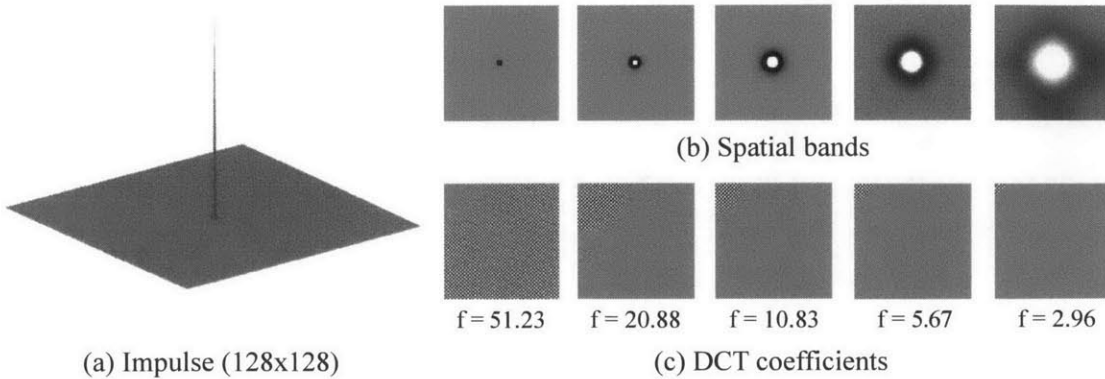 (b) Spatial bands
f = 51.23
f = 20.88
f = 10.83
f = 5.67
f = 2.96
(a) Impulse (128x128)
(c) DCT coefficients